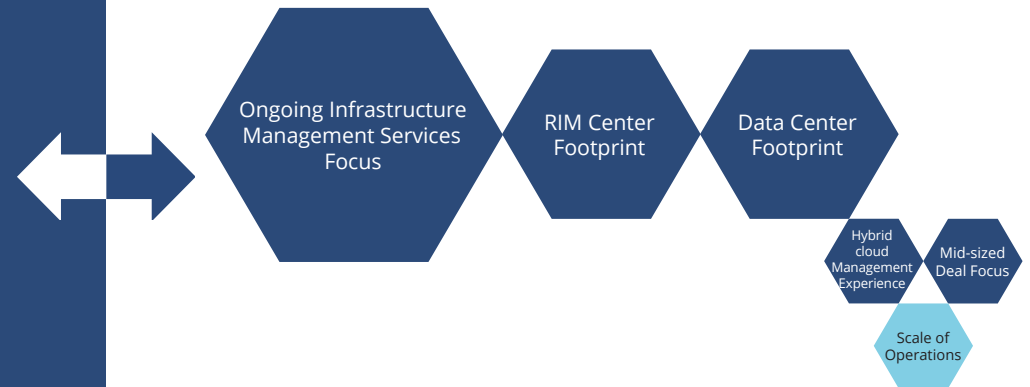 Ongoing Infrastructure
Management Services
Focus
RIM Center
Footprint
Data Center
Footprint
Hybrid
cloud
Management
Experience
Mid-sized
Deal Focus
Scale of
Operations